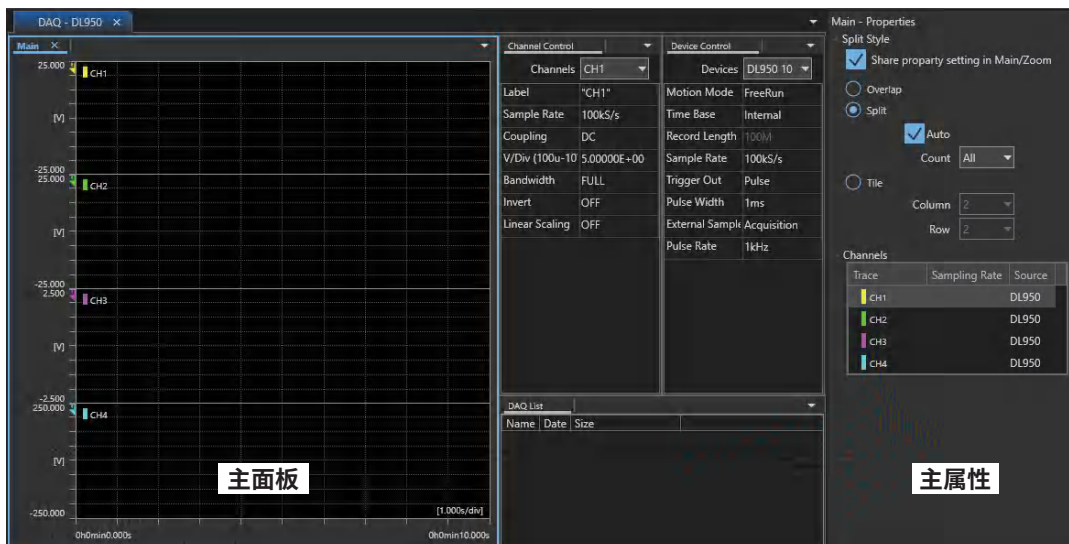 DAQ - DL950 ×
Main ×
25.000
CH1
[V]
-25.000
25.000
CH2
[V]
-25.000
2.500
CH3
[V]
-2.500
250.000
CH4
[V]
-250.000
[1.000s/div]
0h0min0.000s 0h0min10.000s
主面板
Channel Control
Channels CH1
Label "CH1"
Sample Rate 100kS/s
Coupling DC
V/Div (100u-10 5.00000E+00
Bandwidth FULL
Invert OFF
Linear Scaling OFF
Device Control
Devices DL950 10
Motion Mode FreeRun
Time Base Internal
Record Length 100M
Sample Rate 100kS/s
Trigger Out Pulse
Pulse Width 1ms
External Sample Acquisition
Pulse Rate 1kHz
DAQ List
Name Date Size
Main - Properties
Split Style
Share proparty setting in Main/Zoom
Overlap
Split
Auto
Count All
Tile
Column 2
Row 2
Channels
Trace Sampling Rate Source
CH1 DL950
CH2 DL950
CH3 DL950
CH4 DL950
主属性